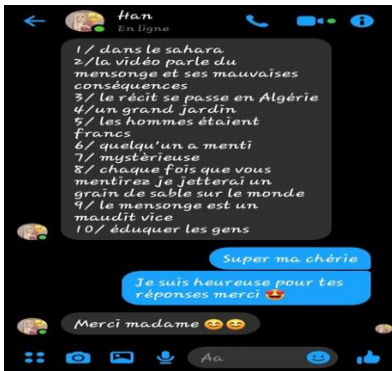 Han
En ligne
1/ dans le sahara
2/la vidéo parle du
mensonge et ses mauvaises
conséquences
3/ le récit se passe en Algérie
4/un grand jardin
5/ les hommes étaient
francs
6/ quelqu'un a menti
7/ mystèrieuse
8/ chaque fois que vous
mentirez je jetterai un
grain de sable sur le monde
9/ le mensonge est un
maudit vice
10/ éduquer les gens
Super ma chérie
Je suis heureuse pour tes
réponses merci 🤩
Merci madame 😊😊
Aa